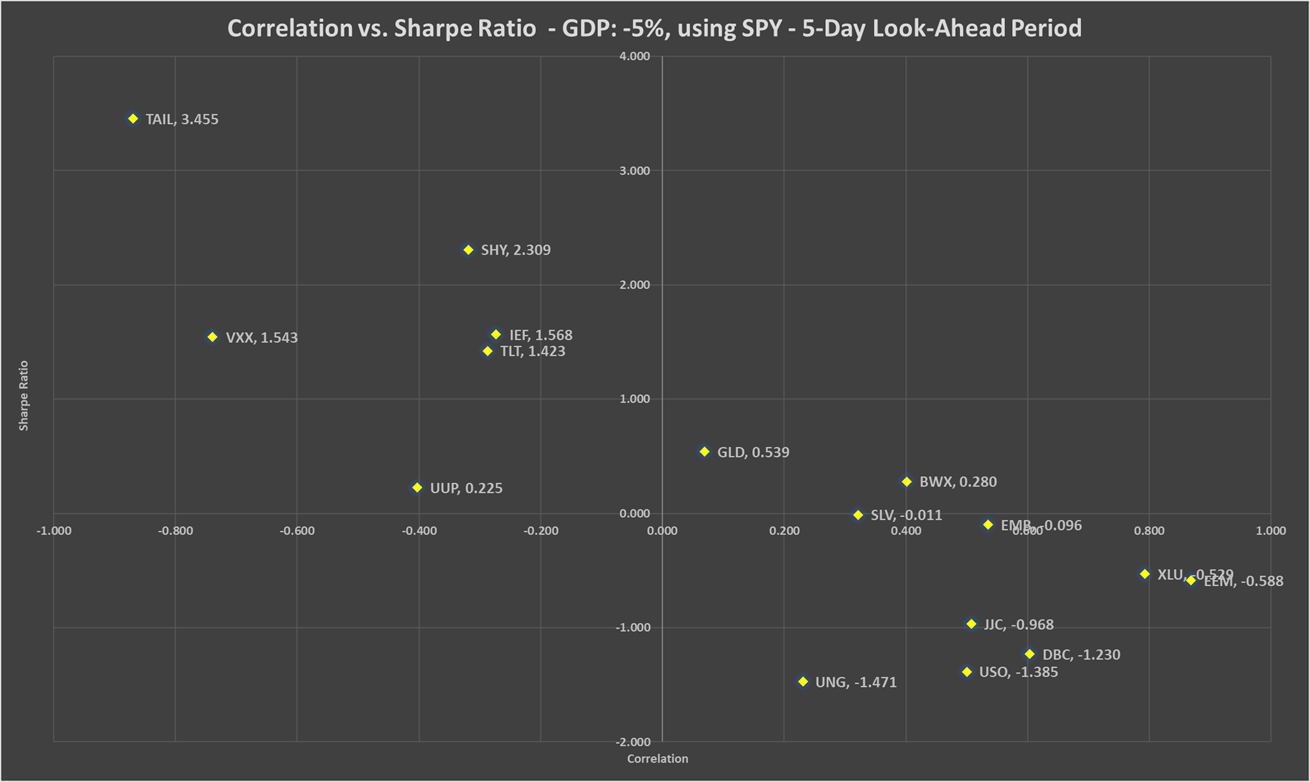 Correlation vs. Sharpe Ratio - GDP: -5%, using SPY - 5-Day Look-Ahead Period
4.000
TAIL, 3.455
3.000
SHY, 2.309
2.000
VXX, 1.543
IEF, 1.568
TLT, 1.423
Sharpe Ratio
1.000
GLD, 0.539
UUP, 0.225
BWX, 0.280
0.000
SLV, -0.011
EMB, -0.096
-1.000
-0.800
-0.600
-0.400
-0.200
0.000
0.200
0.400
0.600
0.800
1.000
XLU, -0.529
EEM, -0.588
-1.000
JJC, -0.968
DBC, -1.230
USO, -1.385
UNG, -1.471
-2.000
Correlation